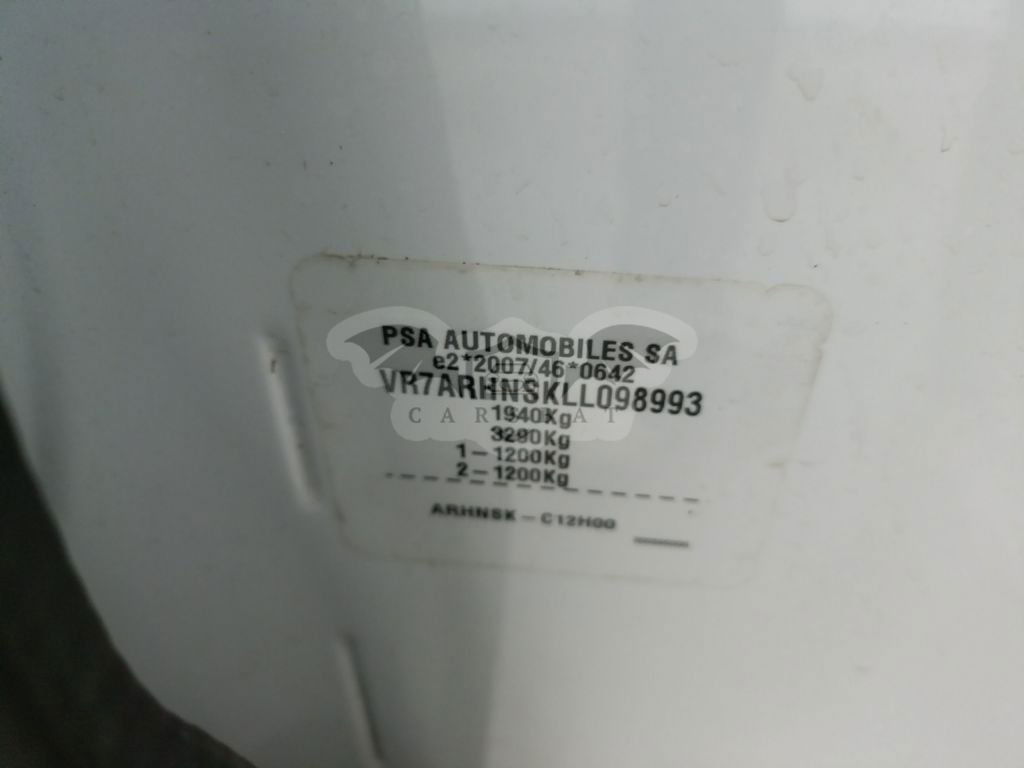 PSA AUTOMOBILES SA
e2*2007/46*0642
VR7ARHNSKLL098993
1940Kg
3290Kg
1-1200Kg
2-1200Kg
ARHNSK-C12H00